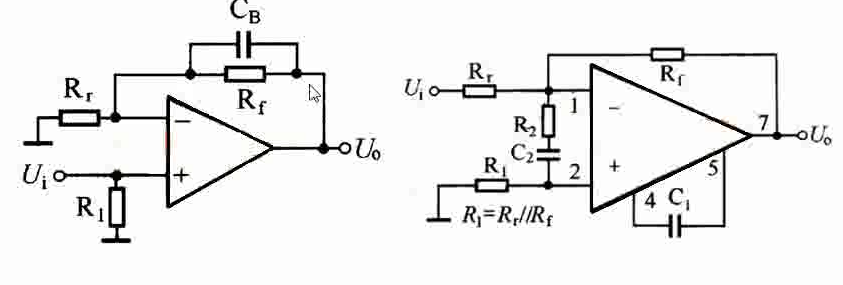 C_B
R_r
R_f
−
U_i
+
R_1
U_o
U_i
R_r
R_f
1
−
R_2
C_2
7
U_o
R_1
2
+
5
4
C_1
R_1=R_r//R_f